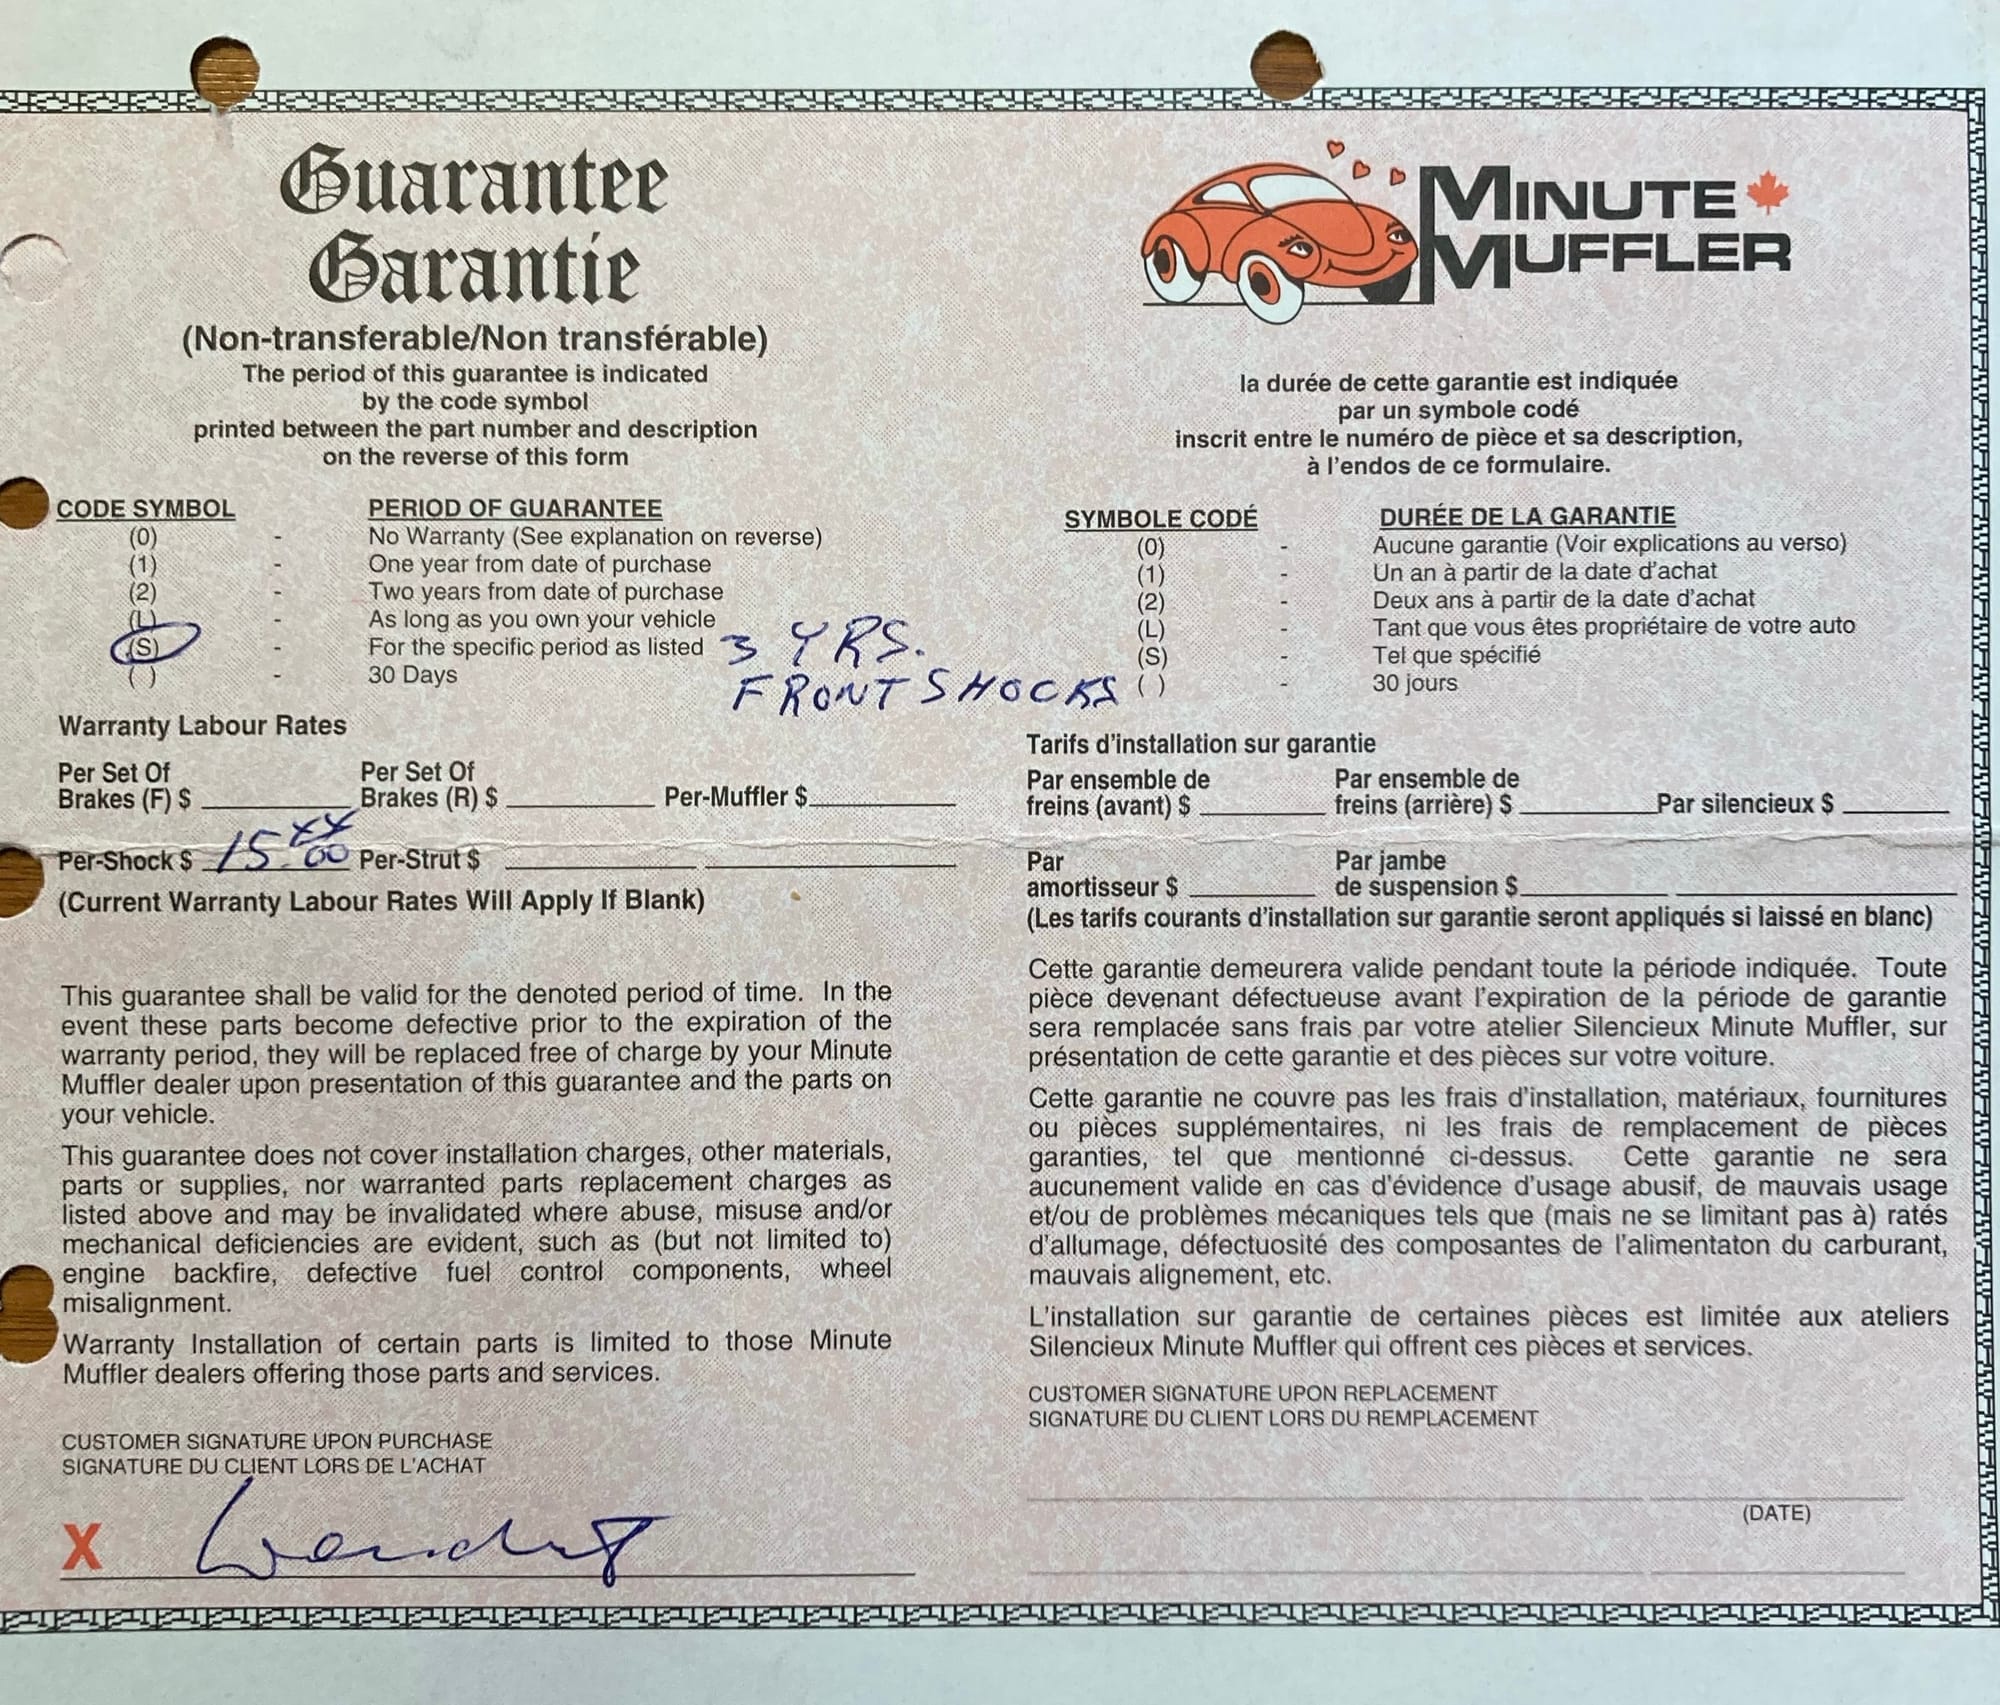 Guarantee
Garantie
(Non-transferable/Non transférable)
The period of this guarantee is indicated
by the code symbol
printed between the part number and description
on the reverse of this form
CODE SYMBOL PERIOD OF GUARANTEE
(0) - No Warranty (See explanation on reverse)
(1) - One year from date of purchase
(2) - Two years from date of purchase
(L) - As long as you own your vehicle
(S) - For the specific period as listed 3 YRS.
FRONT SHOCKS
( ) - 30 Days
Warranty Labour Rates
Per Set Of Brakes (F) $
Per Set Of Brakes (R) $
Per-Muffler $
Per-Shock $ 15.00 Per-Strut $
(Current Warranty Labour Rates Will Apply If Blank)
This guarantee shall be valid for the denoted period of time. In the
event these parts become defective prior to the expiration of the
warranty period, they will be replaced free of charge by your Minute
Muffler dealer upon presentation of this guarantee and the parts on
your vehicle.
This guarantee does not cover installation charges, other materials,
parts or supplies, nor warranted parts replacement charges as
listed above and may be invalidated where abuse, misuse and/or
mechanical deficiencies are evident, such as (but not limited to)
engine backfire, defective fuel control components, wheel
misalignment.
Warranty Installation of certain parts is limited to those Minute
Muffler dealers offering those parts and services.
CUSTOMER SIGNATURE UPON PURCHASE
SIGNATURE DU CLIENT LORS DE L'ACHAT
X
MINUTE
MUFFLER
la durée de cette garantie est indiquée
par un symbole codé
inscrit entre le numéro de pièce et sa description,
à l'endos de ce formulaire.
SYMBOLE CODÉ DURÉE DE LA GARANTIE
(0) - Aucune garantie (Voir explications au verso)
(1) - Un an à partir de la date d'achat
(2) - Deux ans à partir de la date d'achat
(L) - Tant que vous êtes propriétaire de votre auto
(S) - Tel que spécifié
( ) - 30 jours
Tarifs d'installation sur garantie
Par ensemble de freins (avant) $
Par ensemble de freins (arrière) $
Par silencieux $
Par amortisseur $
Par jambe de suspension $
(Les tarifs courants d'installation sur garantie seront appliqués si laissé en blanc)
Cette garantie demeurera valide pendant toute la période indiquée. Toute
pièce devenant défectueuse avant l'expiration de la période de garantie
sera remplacée sans frais par votre atelier Silencieux Minute Muffler, sur
présentation de cette garantie et des pièces sur votre voiture.
Cette garantie ne couvre pas les frais d'installation, matériaux, fournitures
ou pièces supplémentaires, ni les frais de remplacement de pièces
garanties, tel que mentionné ci-dessus. Cette garantie ne sera
aucunement valide en cas d'évidence d'usage abusif, de mauvais usage
et/ou de problèmes mécaniques tels que (mais ne se limitant pas à) ratés
d'allumage, défectuosité des composantes de l'alimentaton du carburant,
mauvais alignement, etc.
L'installation sur garantie de certaines pièces est limitée aux ateliers
Silencieux Minute Muffler qui offrent ces pièces et services.
CUSTOMER SIGNATURE UPON REPLACEMENT
SIGNATURE DU CLIENT LORS DU REMPLACEMENT
(DATE)